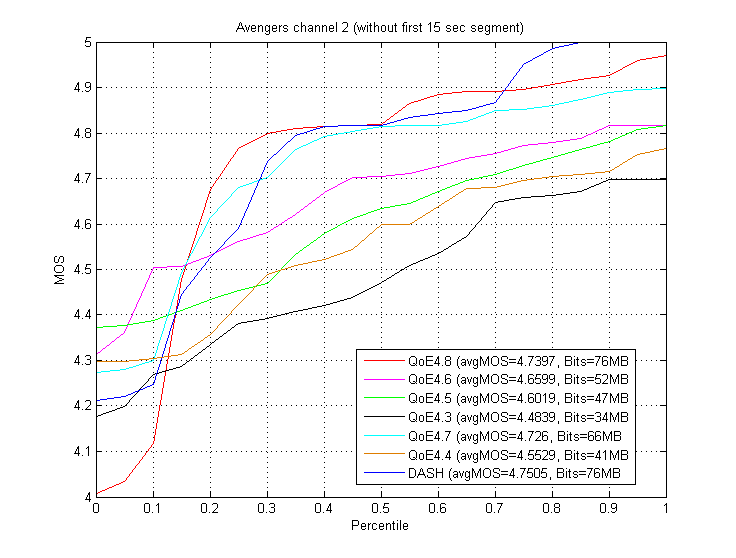 Avengers channel 2 (without first 15 sec segment)
5
4.9
4.8
4.7
4.6
4.5
4.4
4.3
4.2
4.1
4
MOS
QoE4.8 (avgMOS=4.7397, Bits=76MB
QoE4.6 (avgMOS=4.6599, Bits=52MB
QoE4.5 (avgMOS=4.6019, Bits=47MB
QoE4.3 (avgMOS=4.4839, Bits=34MB
QoE4.7 (avgMOS=4.726, Bits=66MB
QoE4.4 (avgMOS=4.5529, Bits=41MB
DASH (avgMOS=4.7505, Bits=76MB
0 0.1 0.2 0.3 0.4 0.5 0.6 0.7 0.8 0.9 1
Percentile